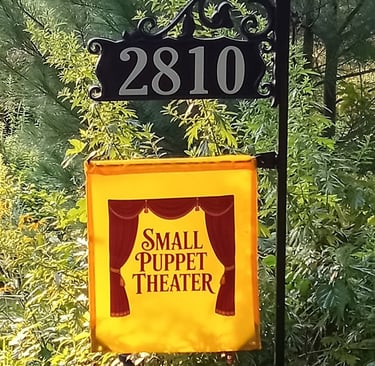 2810
Small
Puppet
Theater